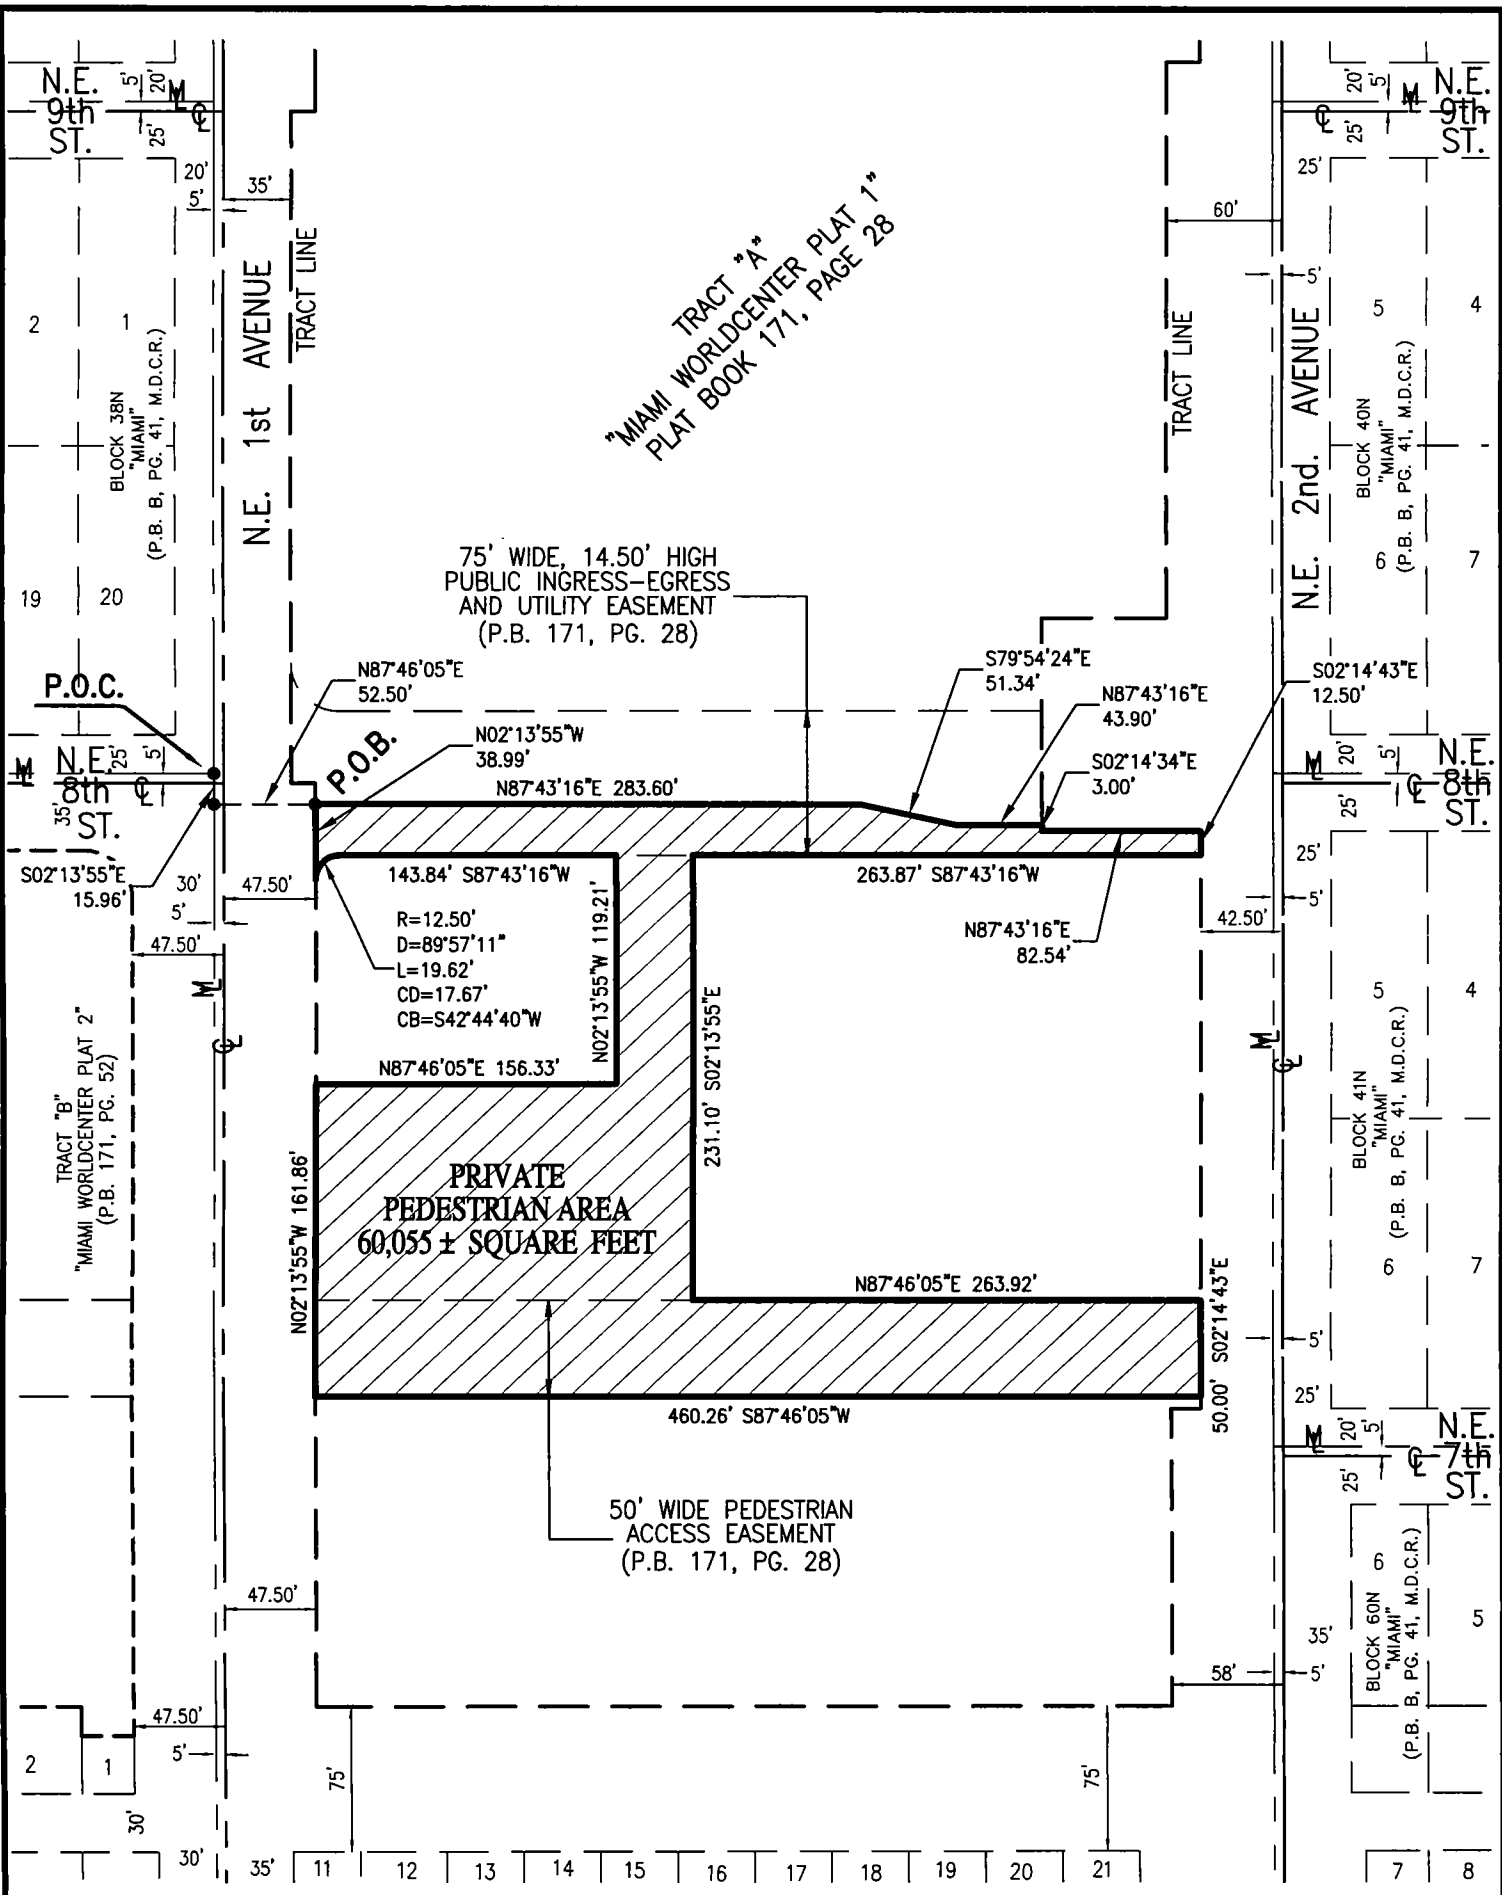 N.E.
9th
ST.
5'
20'
25'
M
L
C
L
20'
5'
35'
N.E. 1st AVENUE
TRACT LINE
2
1
BLOCK 38N
"MIAMI"
(P.B. B, PG. 41, M.D.C.R.)
19
20
TRACT "A"
"MIAMI WORLDCENTER PLAT 1"
PLAT BOOK 171, PAGE 28
60'
TRACT LINE
5'
N.E. 2nd. AVENUE
20'
5'
M
L
N.E.
9th
ST.
C
L
25'
25'
5
4
BLOCK 40N
"MIAMI"
(P.B. B, PG. 41, M.D.C.R.)
6
7
75' WIDE, 14.50' HIGH
PUBLIC INGRESS-EGRESS
AND UTILITY EASEMENT
(P.B. 171, PG. 28)
N87°46'05"E
52.50'
P.O.C.
N.E.
8th
ST.
25'
5'
35'
M
L
C
L
S02°13'55"E
15.96'
P.O.B.
N02°13'55"W
38.99'
N87°43'16"E 283.60'
S79°54'24"E
51.34'
N87°43'16"E
43.90'
S02°14'34"E
3.00'
S02°14'43"E
12.50'
M
L
20'
5'
N.E.
8th
ST.
C
L
25'
25'
5'
42.50'
30'
5'
47.50'
47.50'
143.84' S87°43'16"W
263.87' S87°43'16"W
R=12.50'
D=89°57'11"
L=19.62'
CD=17.67'
CB=S42°44'40"W
N02°13'55"W 119.21'
N87°43'16"E
82.54'
N87°46'05"E 156.33'
231.10' S02°13'55"E
M
L
C
L
TRACT "B"
"MIAMI WORLDCENTER PLAT 2"
(P.B. 171, PG. 52)
N02°13'55"W 161.86'
PRIVATE
PEDESTRIAN AREA
60,055 ± SQUARE FEET
N87°46'05"E 263.92'
50.00' S02°14'43"E
460.26' S87°46'05"W
M
L
C
L
5
4
BLOCK 41N
"MIAMI"
(P.B. B, PG. 41, M.D.C.R.)
6
7
5'
25'
M
L
20'
5'
N.E.
7th
ST.
C
L
25'
50' WIDE PEDESTRIAN
ACCESS EASEMENT
(P.B. 171, PG. 28)
47.50'
6
BLOCK 60N
"MIAMI"
(P.B. B, PG. 41, M.D.C.R.)
5
35'
5'
58'
47.50'
5'
2
1
30'
75'
75'
30'
35'
11
12
13
14
15
16
17
18
19
20
21
7
8